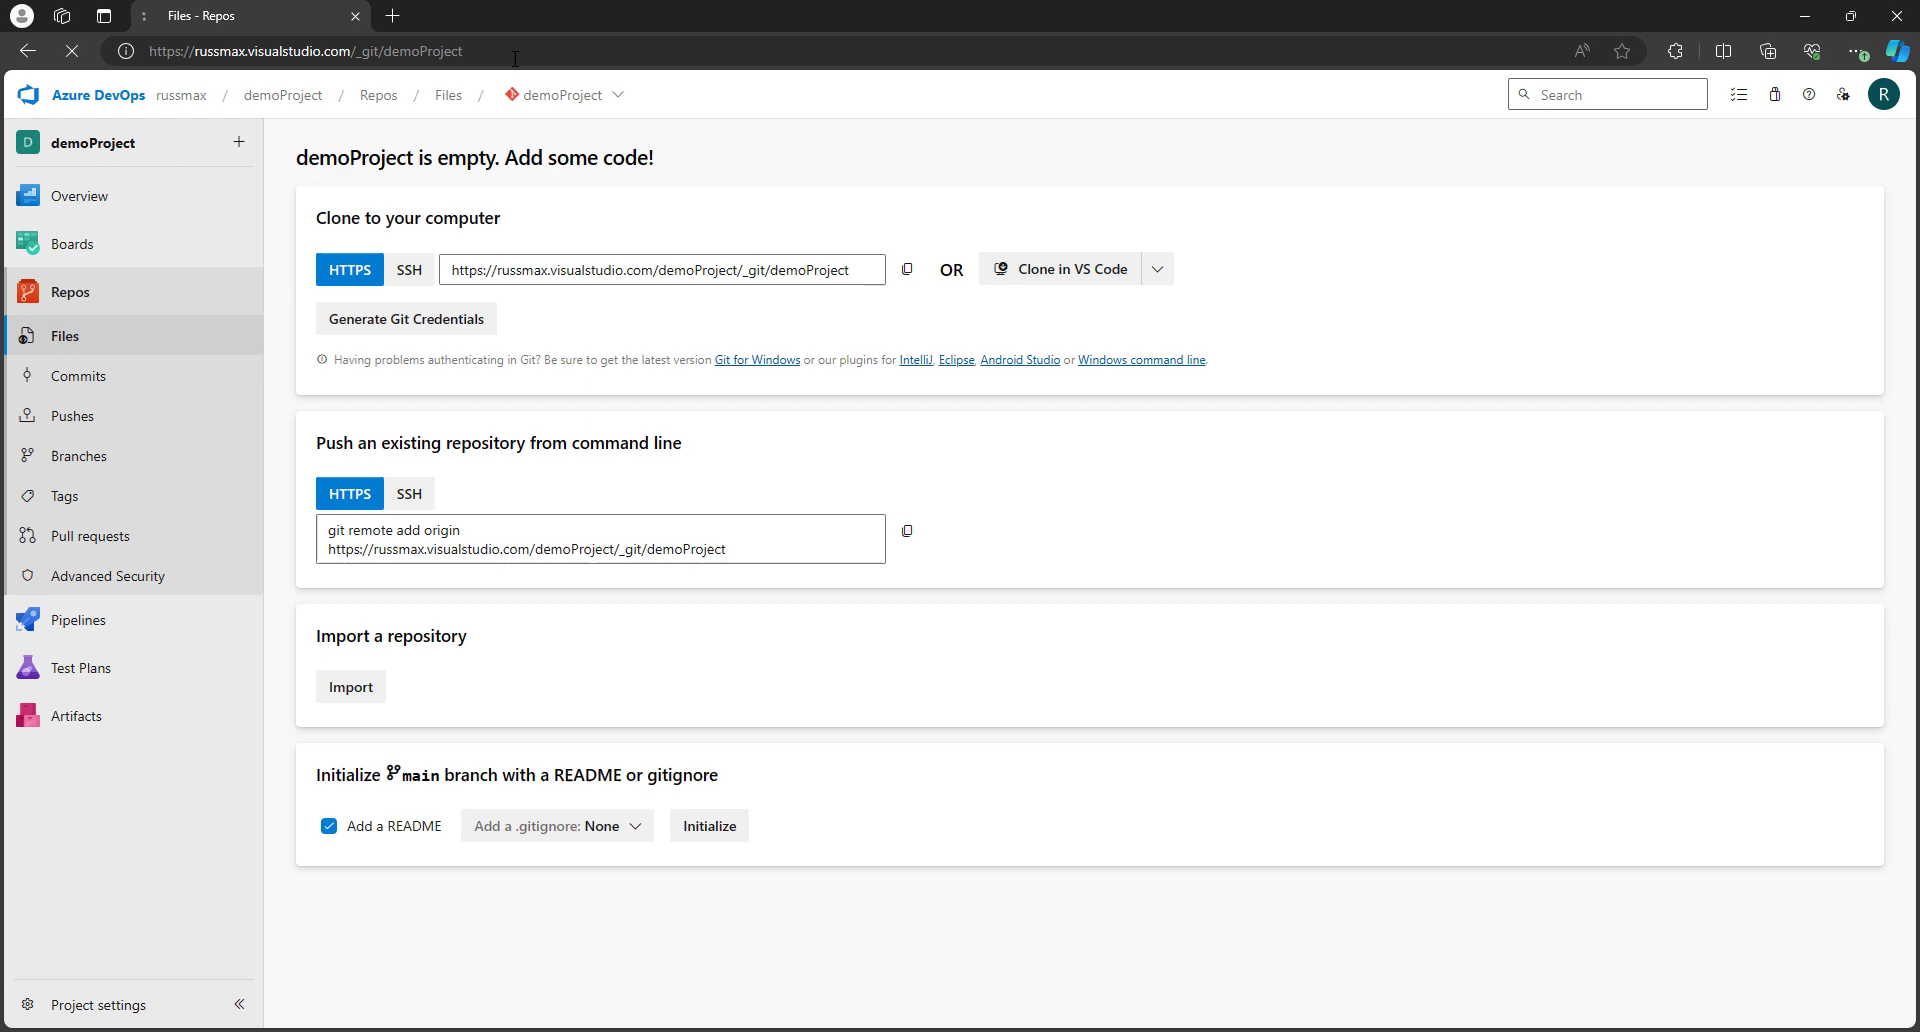 Files - Repos
https://russmax.visualstudio.com/_git/demoProject
Azure DevOps russmax / demoProject / Repos / Files / demoProject
Search
R
D demoProject
Overview
Boards
Repos
Files
Commits
Pushes
Branches
Tags
Pull requests
Advanced Security
Pipelines
Test Plans
Artifacts
Project settings
demoProject is empty. Add some code!
Clone to your computer
HTTPS SSH https://russmax.visualstudio.com/demoProject/_git/demoProject OR Clone in VS Code
Generate Git Credentials
Having problems authenticating in Git? Be sure to get the latest version Git for Windows or our plugins for IntelliJ, Eclipse, Android Studio or Windows command line.
Push an existing repository from command line
HTTPS SSH
git remote add origin
https://russmax.visualstudio.com/demoProject/_git/demoProject
Import a repository
Import
Initialize main branch with a README or gitignore
Add a README Add a .gitignore: None Initialize